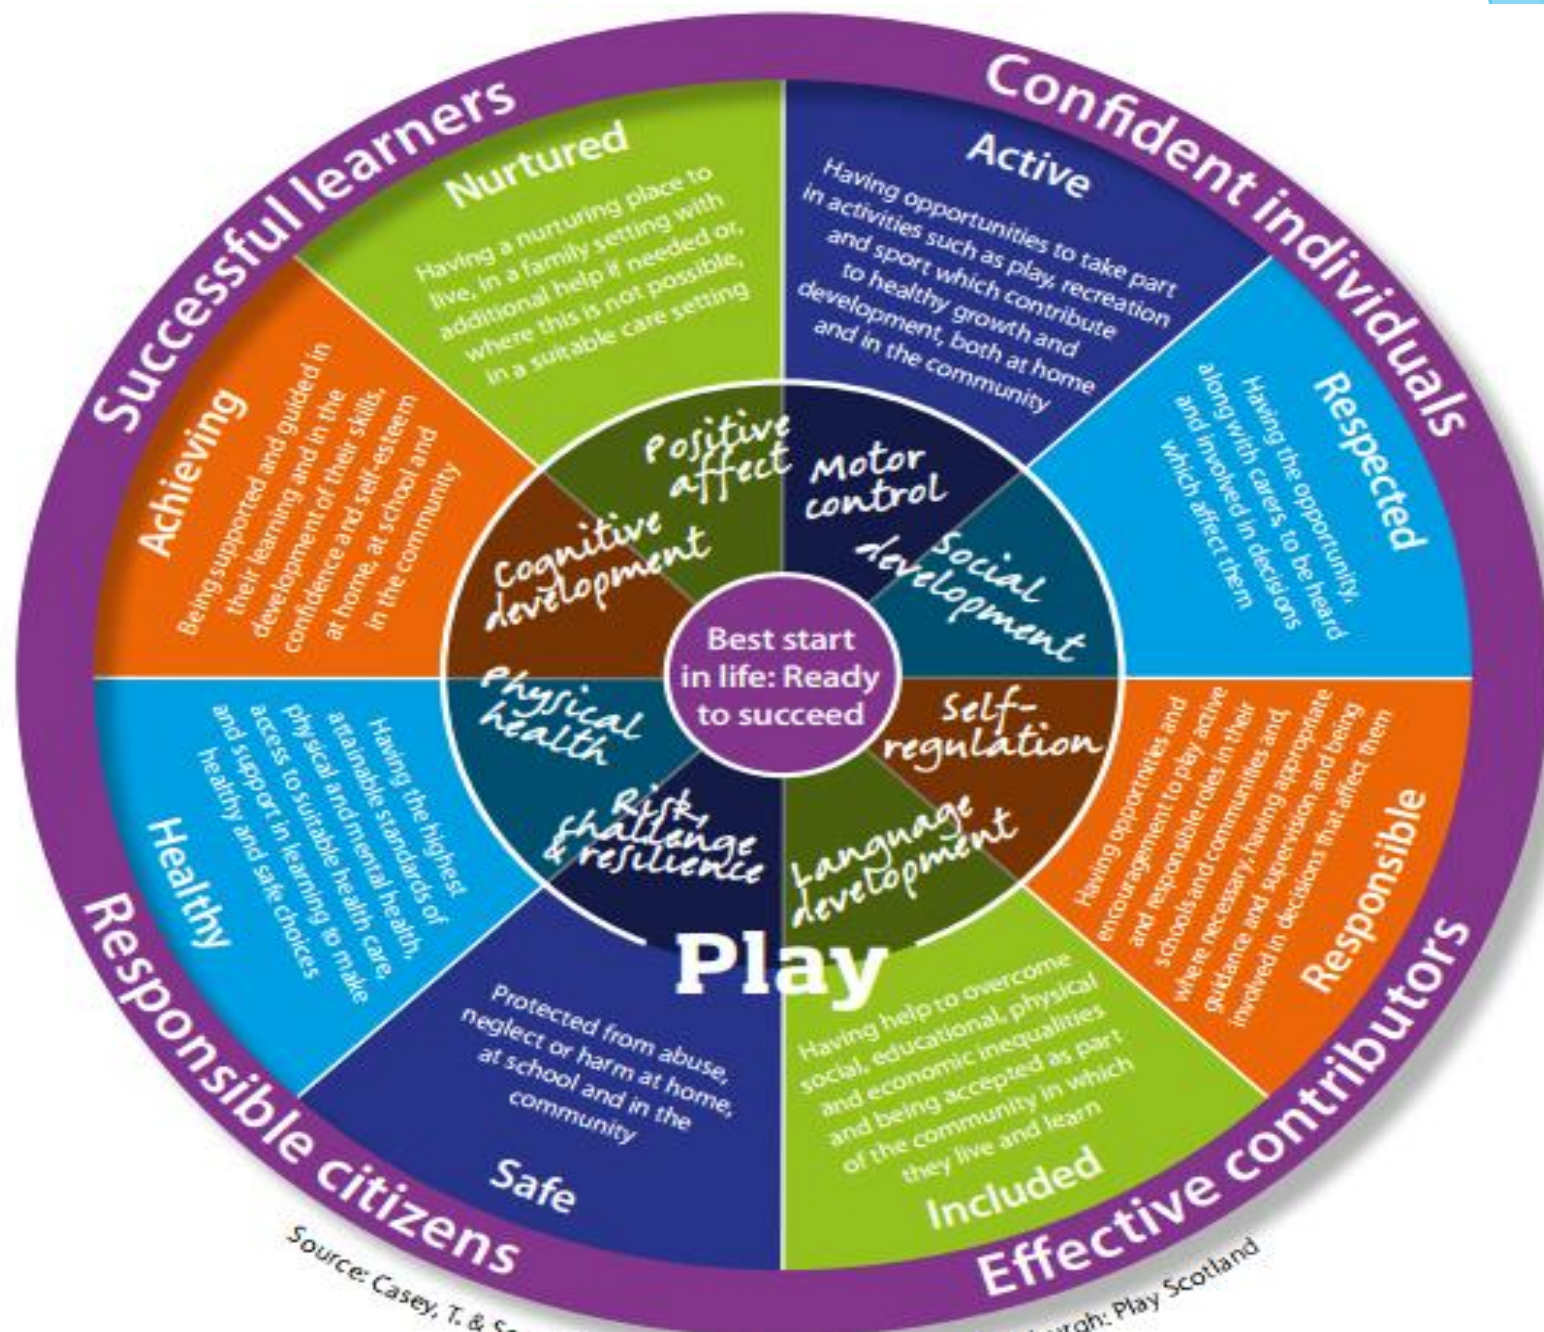 Successful learners
Confident individuals
Nurtured
Having a nurturing place to
live, in a family setting with
additional help if needed or,
where this is not possible,
in a suitable care setting
Active
Having opportunities to take part
in activities such as play, recreation
and sport which contribute
to healthy growth and
development, both at home
and in the community
Respected
Having the opportunity,
along with carers, to be heard
and involved in decisions
which affect them
Responsible
Having opportunities and
encouragement to play active
and responsible roles in their
schools and communities and,
where necessary, having appropriate
guidance and supervision and being
involved in decisions that affect them
Included
Having help to overcome
social, educational, physical
and economic inequalities
and being accepted as part
of the community in which
they live and learn
Safe
Protected from abuse,
neglect or harm at home,
at school and in the
community
Healthy
Having the highest
attainable standards of
physical and mental health,
access to suitable health care,
and support in learning to make
healthy and safe choices
Achieving
Being supported and guided in
their learning and in the
development of their skills,
confidence and self-esteem
at home, at school and
in the community
Positive
affect
Motor
control
Social
development
Self-
regulation
Language
development
Risk,
challenge
& resilience
Physical
health
Cognitive
development
Best start
in life: Ready
to succeed
Play
Responsible citizens
Effective contributors
Source: Casey, T. &
Play Scotland